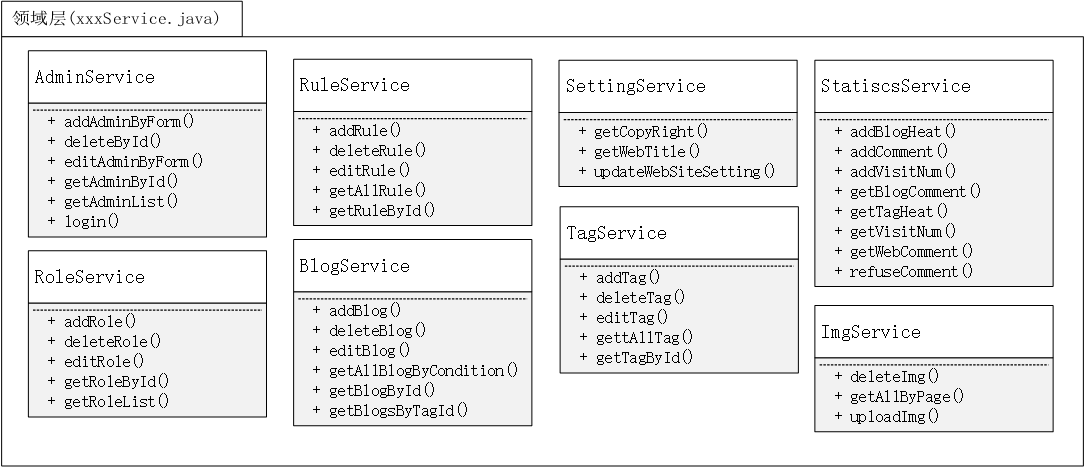 领域层(xxxService.java)
AdminService
+ addAdminByForm()
+ deleteById()
+ editAdminByForm()
+ getAdminById()
+ getAdminList()
+ login()
RoleService
+ addRole()
+ deleteRole()
+ editRole()
+ getRoleById()
+ getRoleList()
RuleService
+ addRule()
+ deleteRule()
+ editRule()
+ getAllRule()
+ getRuleById()
BlogService
+ addBlog()
+ deleteBlog()
+ editBlog()
+ getAllBlogByCondition()
+ getBlogById()
+ getBlogsByTagId()
SettingService
+ getCopyRight()
+ getWebTitle()
+ updateWebSiteSetting()
TagService
+ addTag()
+ deleteTag()
+ editTag()
+ gettAllTag()
+ getTagById()
StatiscsService
+ addBlogHeat()
+ addComment()
+ addVisitNum()
+ getBlogComment()
+ getTagHeat()
+ getVisitNum()
+ getWebComment()
+ refuseComment()
ImgService
+ deleteImg()
+ getAllByPage()
+ uploadImg()